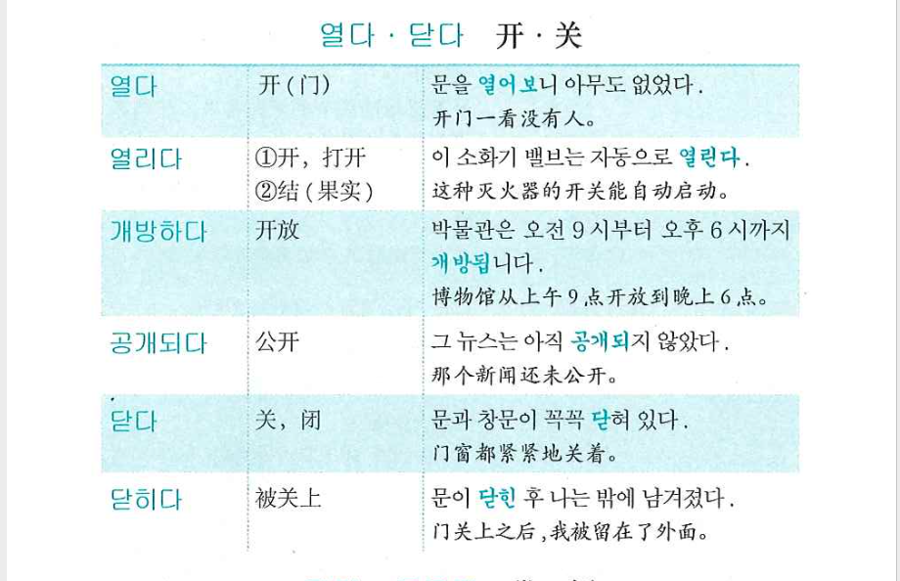 열다·닫다 开·关
열다 开(门) 문을 열어보니 아무도 없었다.
开门一看没有人。
열리다 ①开，打开 이 소화기 밸브는 자동으로 열린다.
②结(果实) 这种灭火器的开关能自动启动。
개방하다 开放 박물관은 오전 9시부터 오후 6시까지
개방됩니다.
博物馆从上午9点开放到晚上6点。
공개되다 公开 그 뉴스는 아직 공개되지 않았다.
那个新闻还未公开。
닫다 关，闭 문과 창문이 꼭꼭 닫혀 있다.
门窗都紧紧地关着。
닫히다 被关上 문이 닫힌 후 나는 밖에 남겨졌다.
门关上之后,我被留在了外面。